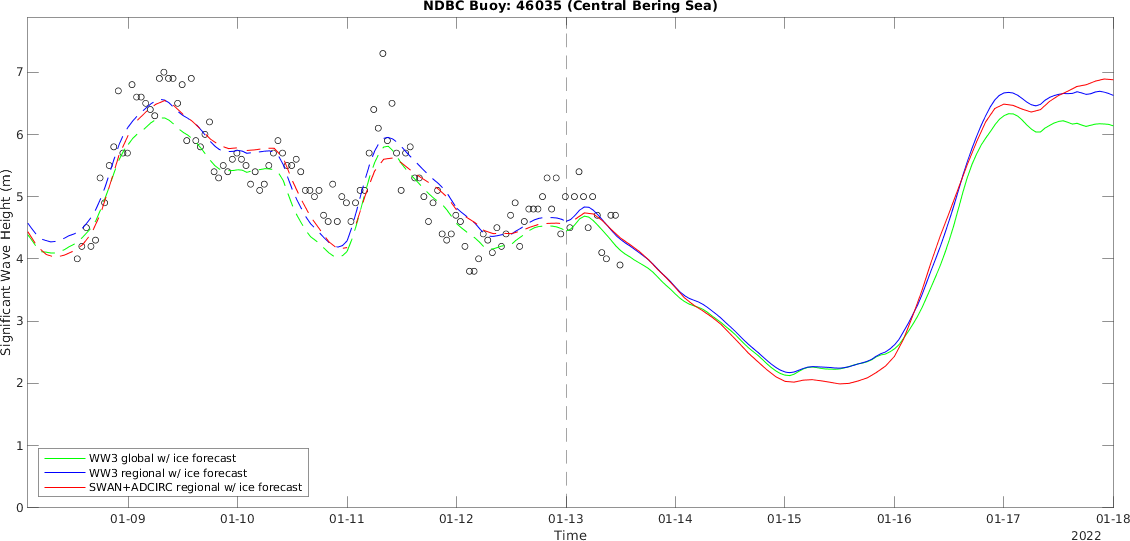 NDBC Buoy: 46035 (Central Bering Sea)
Significant Wave Height (m)
7
6
5
4
3
2
1
0
WW3 global w/ ice forecast
WW3 regional w/ ice forecast
SWAN+ADCIRC regional w/ ice forecast
01-09 01-10 01-11 01-12 01-13 01-14 01-15 01-16 01-17 01-18
Time
2022